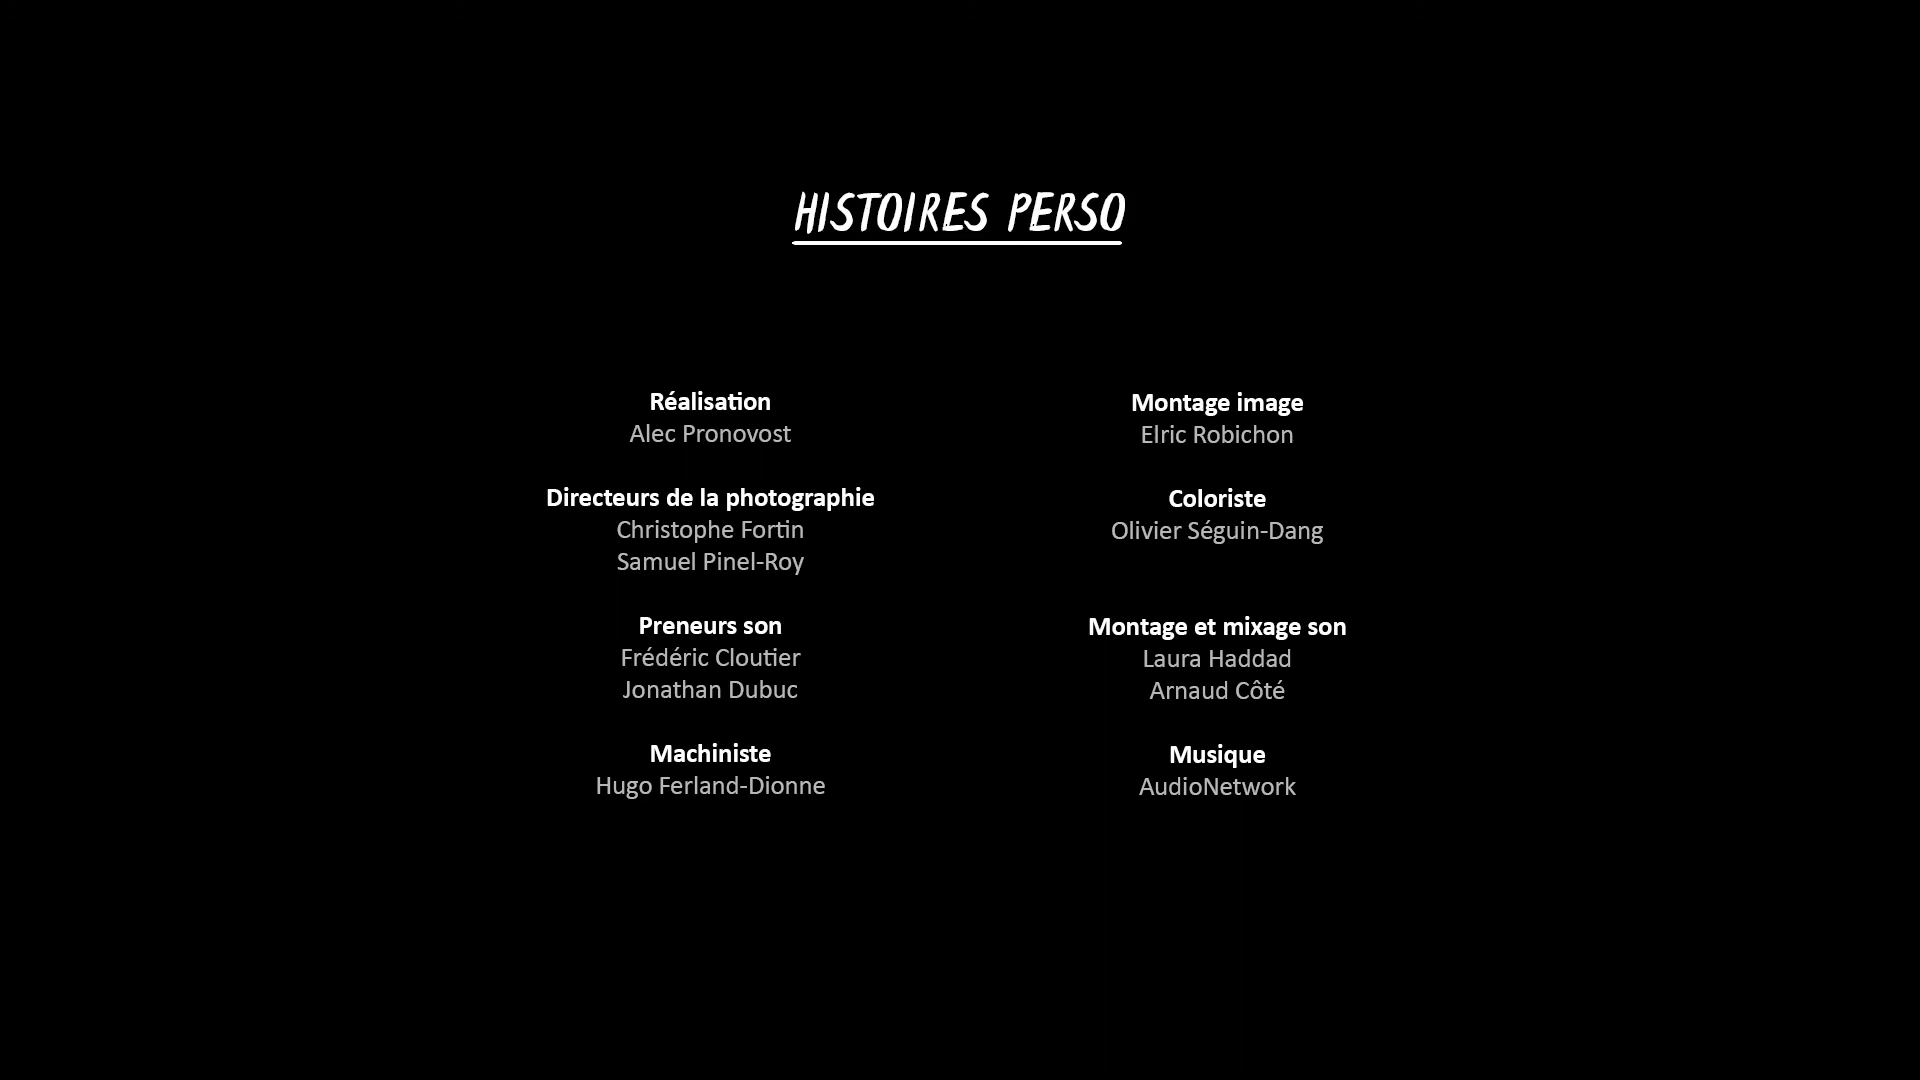 HISTOIRES PERSO
Réalisation
Alec Pronovost
Directeurs de la photographie
Christophe Fortin
Samuel Pinel-Roy
Preneurs son
Frédéric Cloutier
Jonathan Dubuc
Machiniste
Hugo Ferland-Dionne
Montage image
Elric Robichon
Coloriste
Olivier Séguin-Dang
Montage et mixage son
Laura Haddad
Arnaud Côté
Musique
AudioNetwork